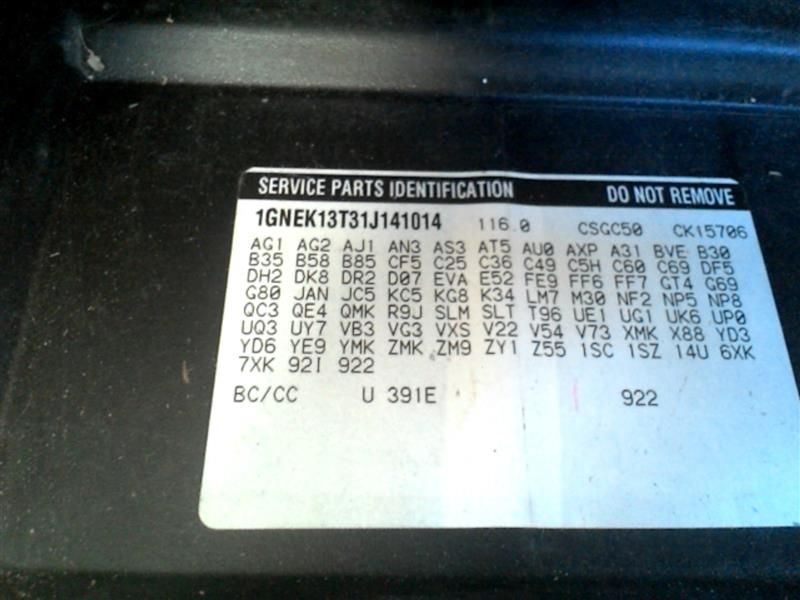 SERVICE PARTS IDENTIFICATION DO NOT REMOVE
1GNEK13T31J141014 116.0 CSGC50 CK15706
AG1 AG2 AJ1 AN3 AS3 AT5 AU0 AXP A31 BVE B30
B35 B58 B85 CF5 C25 C36 C49 C5H C60 C69 DF5
DH2 DK8 DR2 D07 EVA E52 FE9 FF6 FF7 GT4 G69
G80 JAN JC5 KC5 KG8 K34 LM7 M30 NF2 NP5 NP8
QC3 QE4 QMK R9J SLM SLT T96 UE1 UG1 UK6 UP0
UQ3 UY7 VB3 VG3 VXS V22 V54 V73 XMK X88 YD3
YD6 YE9 YMK ZMK ZM9 ZY1 Z55 1SC 1SZ 14U 6XK
7XK 92I 922
BC/CC U 391E 922